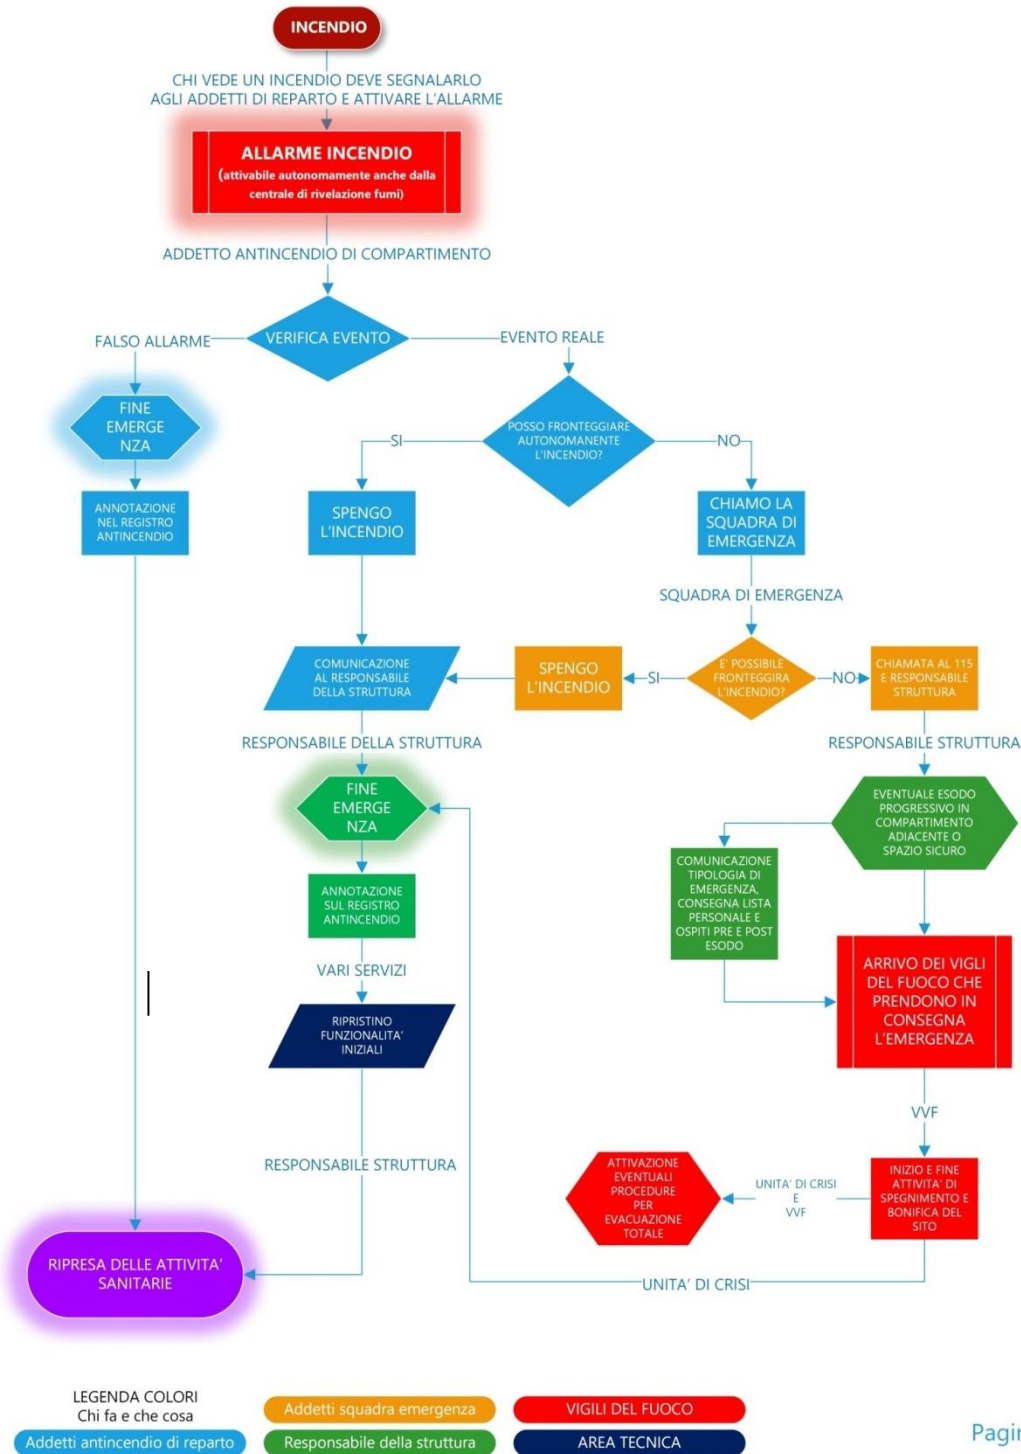 INCENDIO
CHI VEDE UN INCENDIO DEVE SEGNALARLO
AGLI ADDETTI DI REPARTO E ATTIVARE L'ALLARME
ALLARME INCENDIO
(attivabile autonomamente anche dalla
centrale di rivelazione fumi)
ADDETTO ANTINCENDIO DI COMPARTIMENTO
VERIFICA EVENTO
FALSO ALLARME
EVENTO REALE
FINE
EMERGE
NZA
ANNOTAZIONE
NEL REGISTRO
ANTINCENDIO
POSSO FRONTEGGIARE
AUTONOMANENTE
L'INCENDIO?
SI
NO
SPENGO
L'INCENDIO
CHIAMO LA
SQUADRA DI
EMERGENZA
SQUADRA DI EMERGENZA
COMUNICAZIONE
AL RESPONSABILE
DELLA STRUTTURA
SPENGO
L'INCENDIO
SI
E' POSSIBILE
FRONTEGGIRA
L'INCENDIO?
NO
CHIAMATA AL 115
E RESPONSABILE
STRUTTURA
RESPONSABILE DELLA STRUTTURA
RESPONSABILE STRUTTURA
FINE
EMERGE
NZA
EVENTUALE ESODO
PROGRESSIVO IN
COMPARTIMENTO
ADIACENTE O
SPAZIO SICURO
COMUNICAZIONE
TIPOLOGIA DI
EMERGENZA,
CONSEGNA LISTA
PERSONALE E
OSPITI PRE E POST
ESODO
ANNOTAZIONE
SUL REGISTRO
ANTINCENDIO
VARI SERVIZI
RIPRISTINO
FUNZIONALITA'
INIZIALI
ARRIVO DEI VIGLI
DEL FUOCO CHE
PRENDONO IN
CONSEGNA
L'EMERGENZA
VVF
RESPONSABILE STRUTTURA
ATTIVAZIONE
EVENTUALI
PROCEDURE
PER
EVACUAZIONE
TOTALE
UNITA' DI CRISI
E
VVF
INIZIO E FINE
ATTIVITA' DI
SPEGNIMENTO E
BONIFICA DEL
SITO
RIPRESA DELLE ATTIVITA'
SANITARIE
UNITA' DI CRISI
LEGENDA COLORI
Chi fa e che cosa
Addetti squadra emergenza
VIGILI DEL FUOCO
Addetti antincendio di reparto
Responsabile della struttura
AREA TECNICA
Pagin